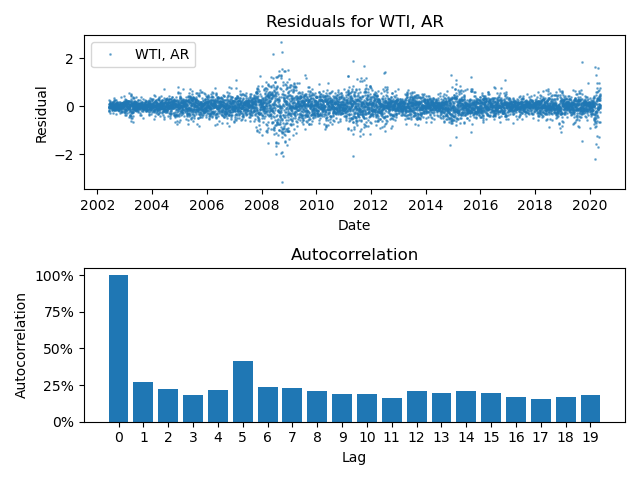 Residuals for WTI, AR
WTI, AR
Residual
2
0
−2
2002 2004 2006 2008 2010 2012 2014 2016 2018 2020
Date
Autocorrelation
Autocorrelation
100%
75%
50%
25%
0%
0 1 2 3 4 5 6 7 8 9 10 11 12 13 14 15 16 17 18 19
Lag